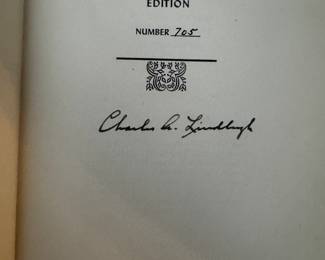 EDITION
NUMBER 705
Charles A. Lindbergh